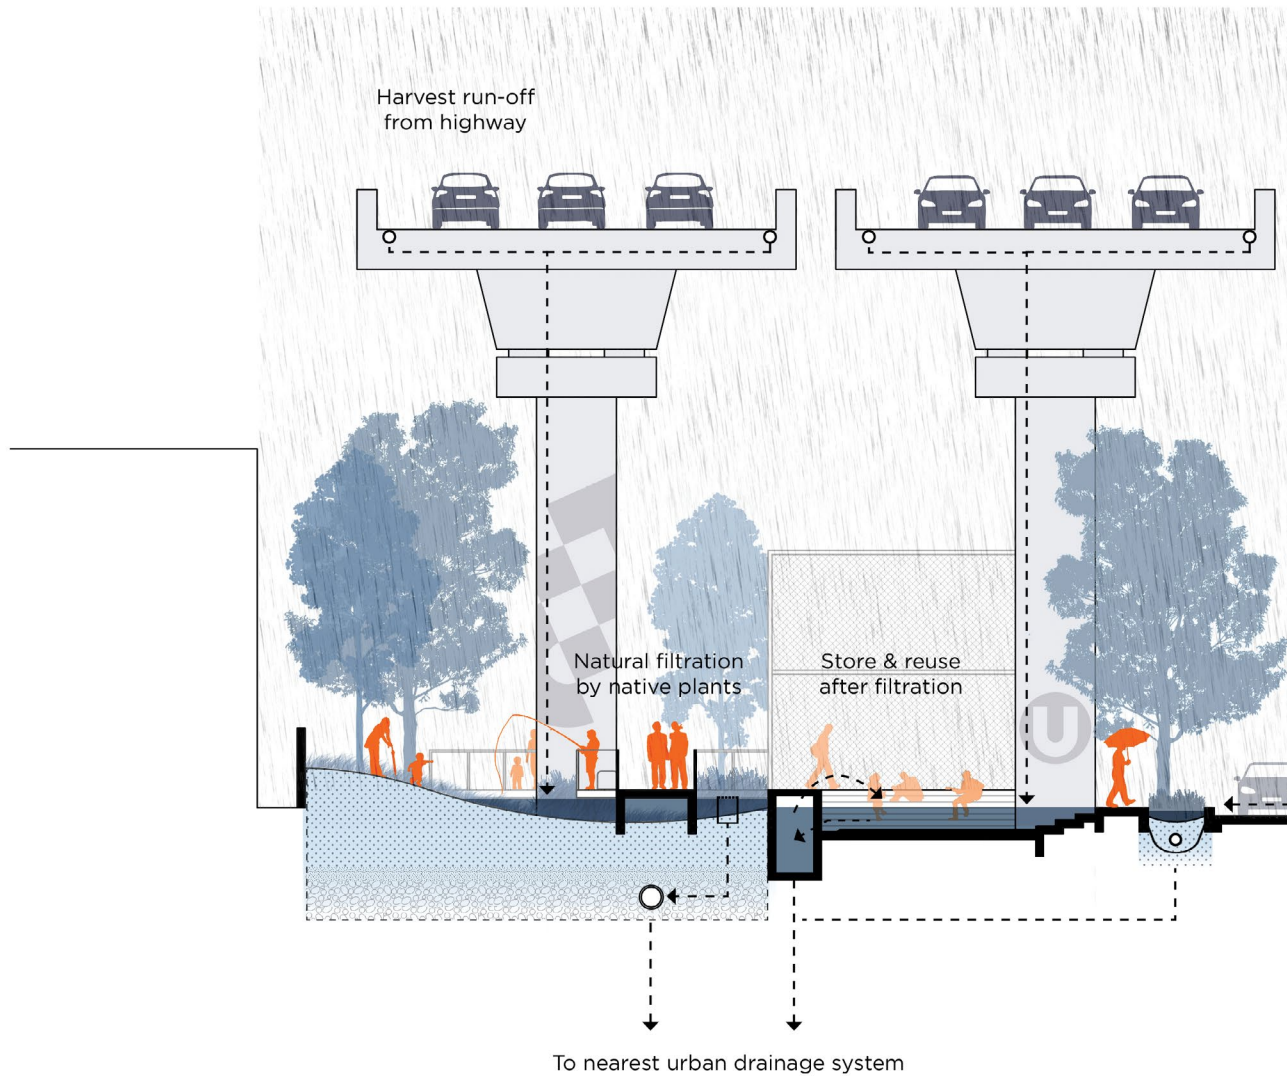 Harvest run-off
from highway
Natural filtration
by native plants
Store & reuse
after filtration
U
To nearest urban drainage system